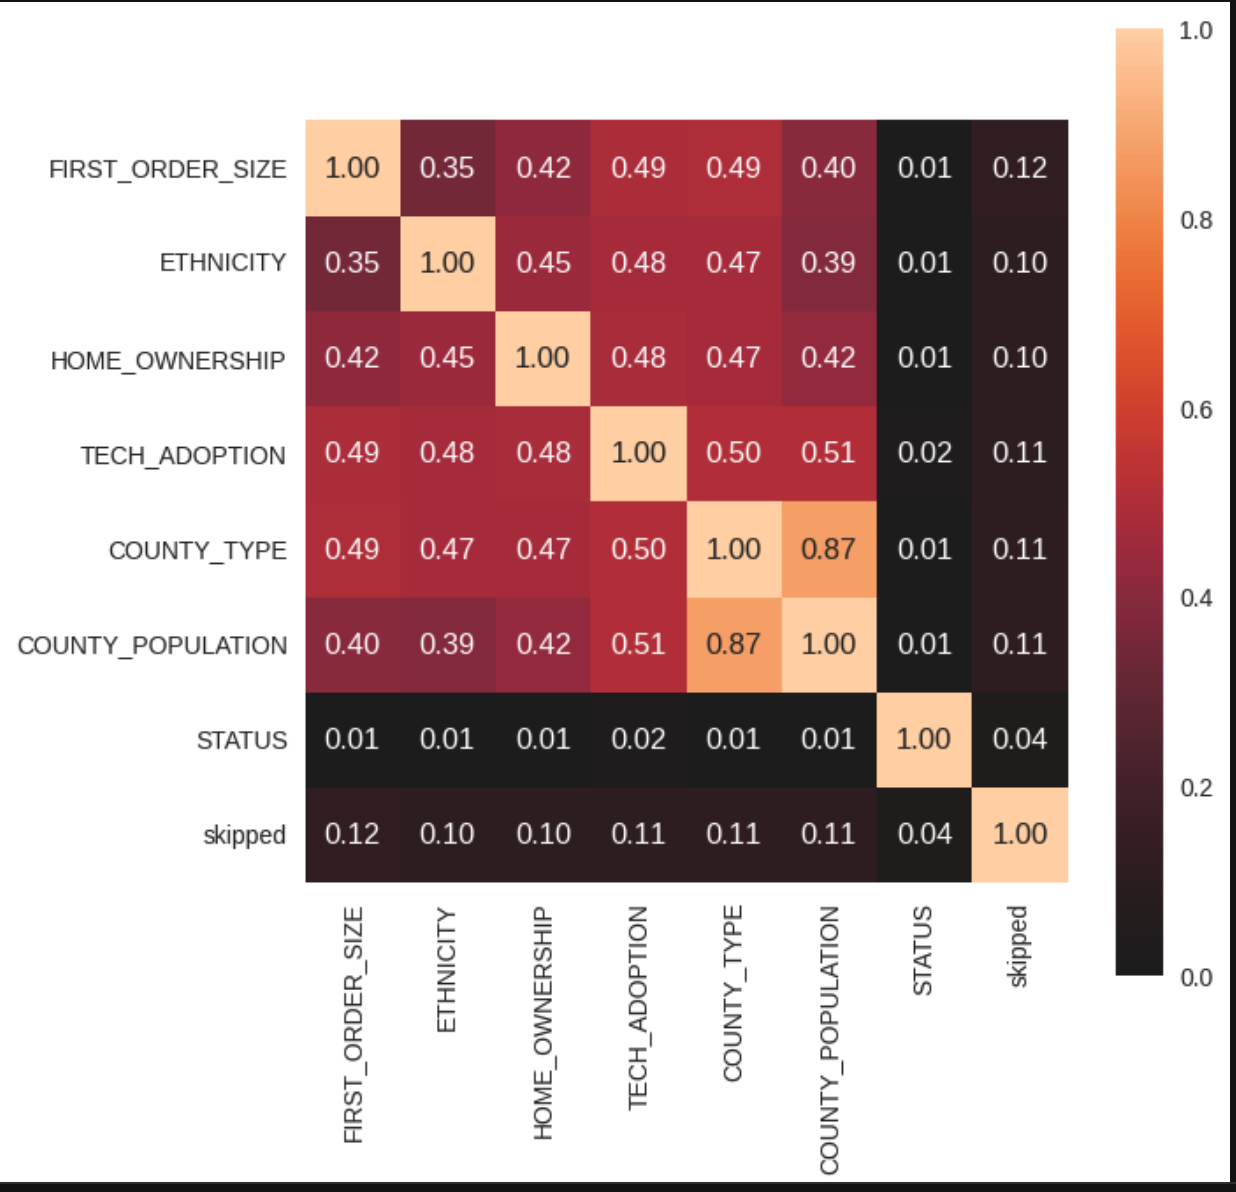 1.0
FIRST_ORDER_SIZE 1.00 0.35 0.42 0.49 0.49 0.40 0.01 0.12
0.8
ETHNICITY 0.35 1.00 0.45 0.48 0.47 0.39 0.01 0.10
HOME_OWNERSHIP 0.42 0.45 1.00 0.48 0.47 0.42 0.01 0.10
0.6
TECH_ADOPTION 0.49 0.48 0.48 1.00 0.50 0.51 0.02 0.11
COUNTY_TYPE 0.49 0.47 0.47 0.50 1.00 0.87 0.01 0.11
0.4
COUNTY_POPULATION 0.40 0.39 0.42 0.51 0.87 1.00 0.01 0.11
STATUS 0.01 0.01 0.01 0.02 0.01 0.01 1.00 0.04
0.2
skipped 0.12 0.10 0.10 0.11 0.11 0.11 0.04 1.00
0.0
FIRST_ORDER_SIZE
ETHNICITY
HOME_OWNERSHIP
TECH_ADOPTION
COUNTY_TYPE
COUNTY_POPULATION
STATUS
skipped